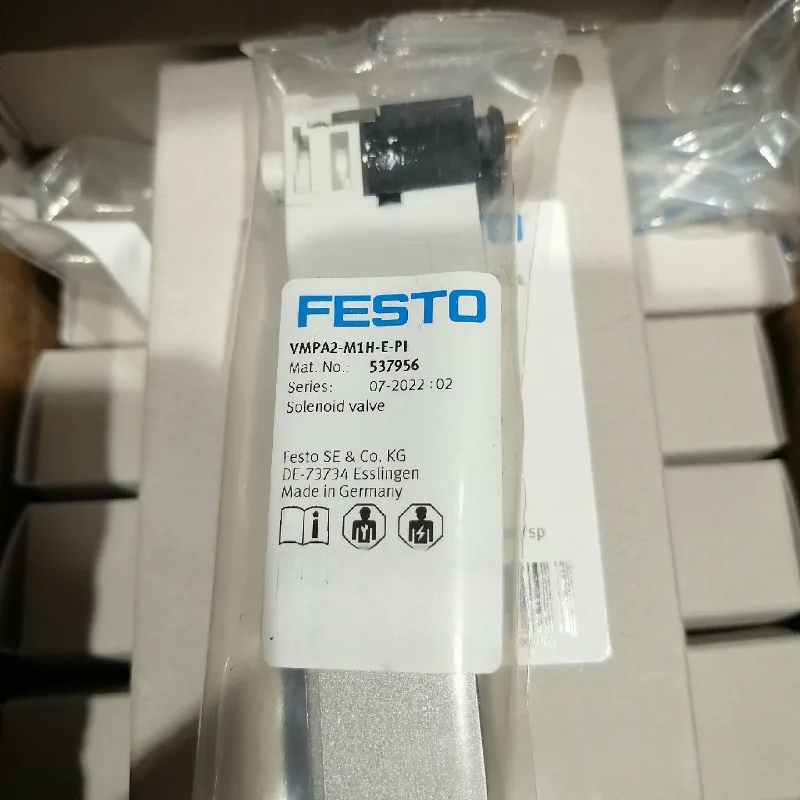 FESTO
VMPA2-M1H-E-PI
Mat. No.: 537956
Series: 07-2022 : 02
Solenoid valve
Festo SE & Co. KG
DE-73734 Esslingen
Made in Germany
/sp